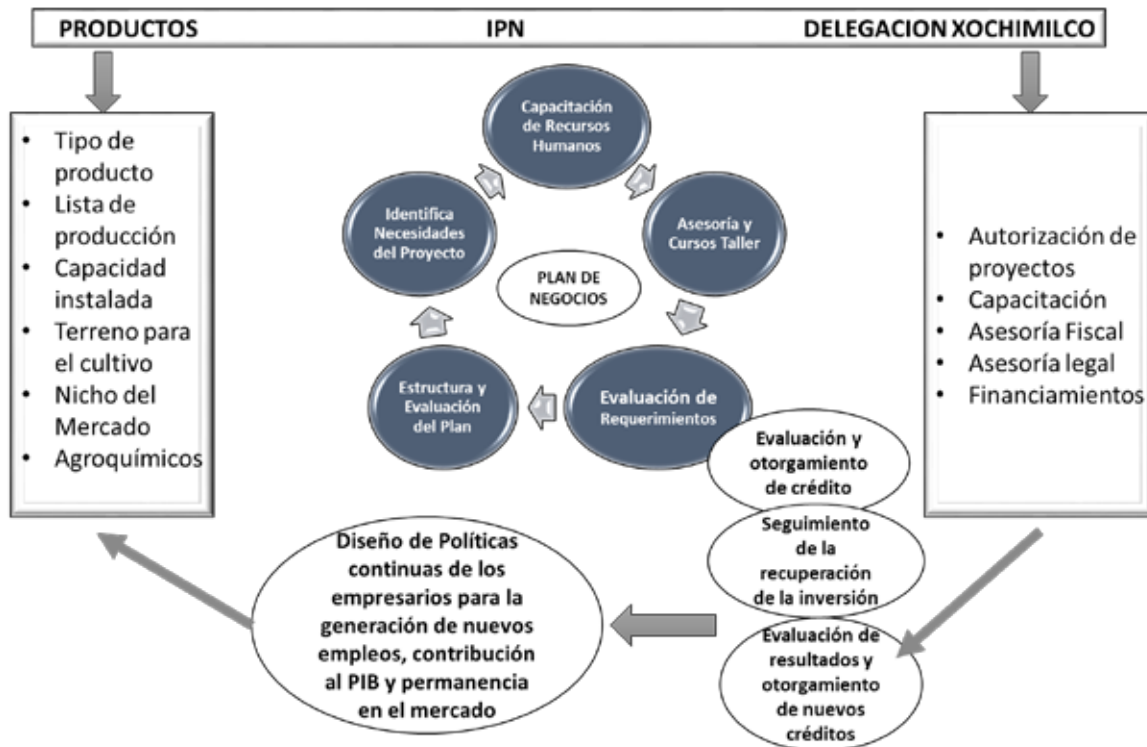 PRODUCTOS IPN DELEGACION XOCHIMILCO
• Tipo de
producto
• Lista de
producción
• Capacidad
instalada
• Terreno para
el cultivo
• Nicho del
Mercado
• Agroquímicos
Capacitación
de Recursos
Humanos
Identifica
Necesidades
del Proyecto
Asesoría y
Cursos Taller
PLAN DE
NEGOCIOS
Estructura y
Evaluación
del Plan
Evaluación de
Requerimientos
Evaluación y
otorgamiento
de crédito
Seguimiento
de la
recuperación
de la inversión
Evaluación de
resultados y
otorgamiento
de nuevos
créditos
Diseño de Políticas
continuas de los
empresarios para la
generación de nuevos
empleos, contribución
al PIB y permanencia
en el mercado
• Autorización de
proyectos
• Capacitación
• Asesoría Fiscal
• Asesoría legal
• Financiamientos